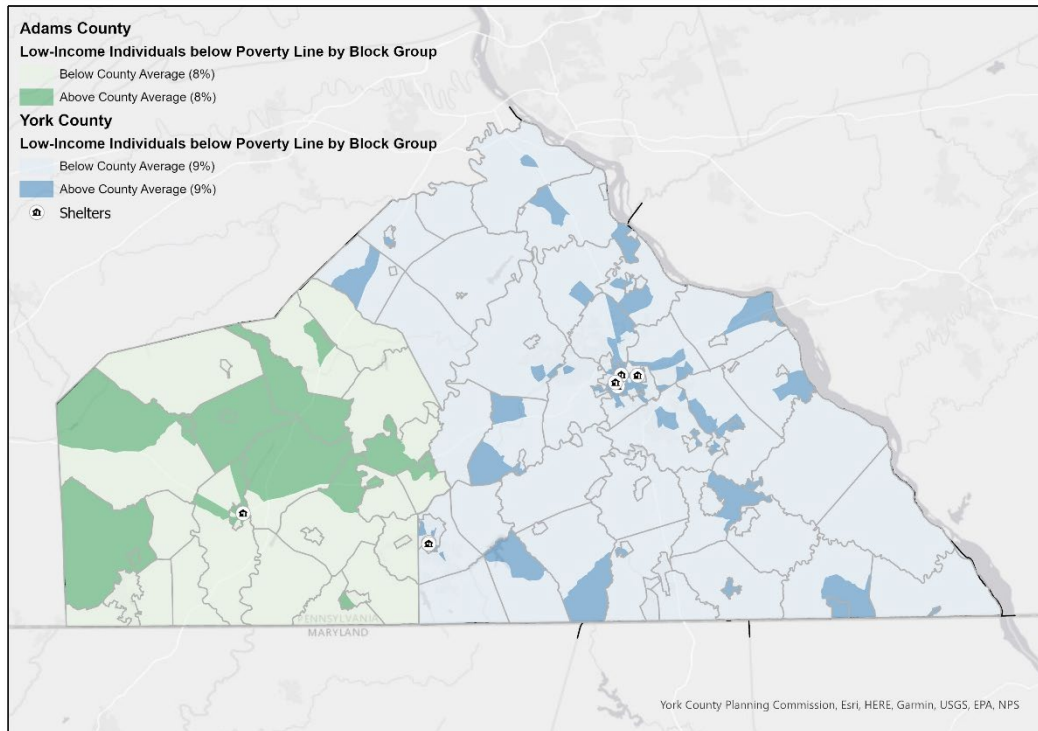 Adams County
Low-Income Individuals below Poverty Line by Block Group
Below County Average (8%)
Above County Average (8%)
York County
Low-Income Individuals below Poverty Line by Block Group
Below County Average (9%)
Above County Average (9%)
Shelters
PENNSYLVANIA
MARYLAND
York County Planning Commission, Esri, HERE, Garmin, USGS, EPA, NPS